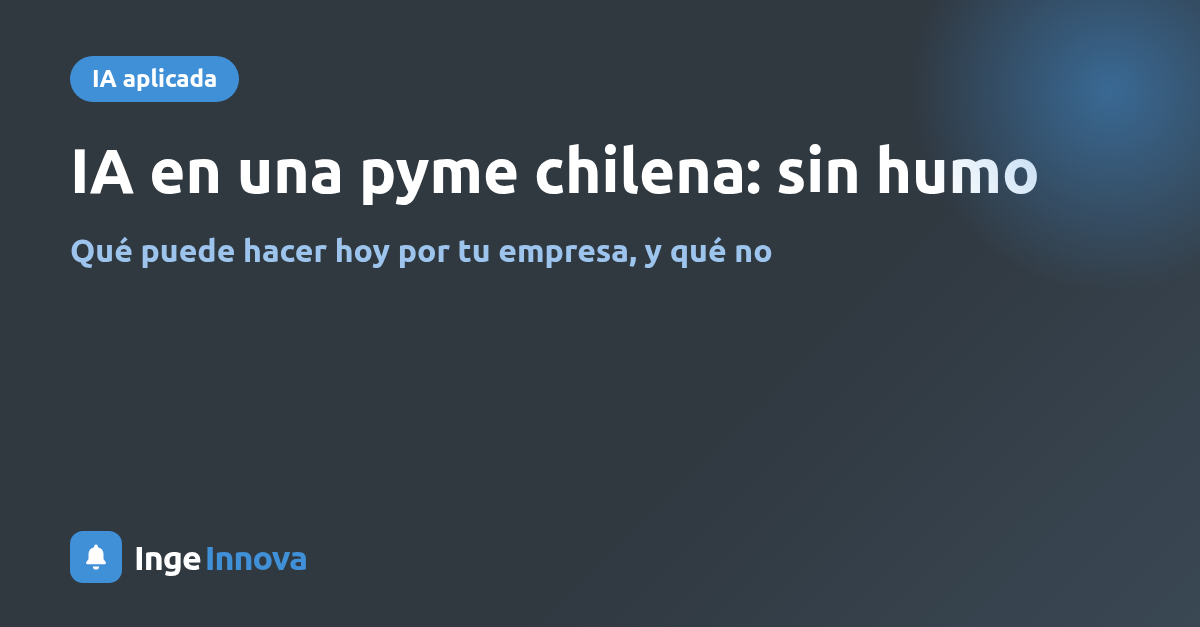 IA aplicada
IA en una pyme chilena: sin humo
Qué puede hacer hoy por tu empresa, y qué no
IngeInnova